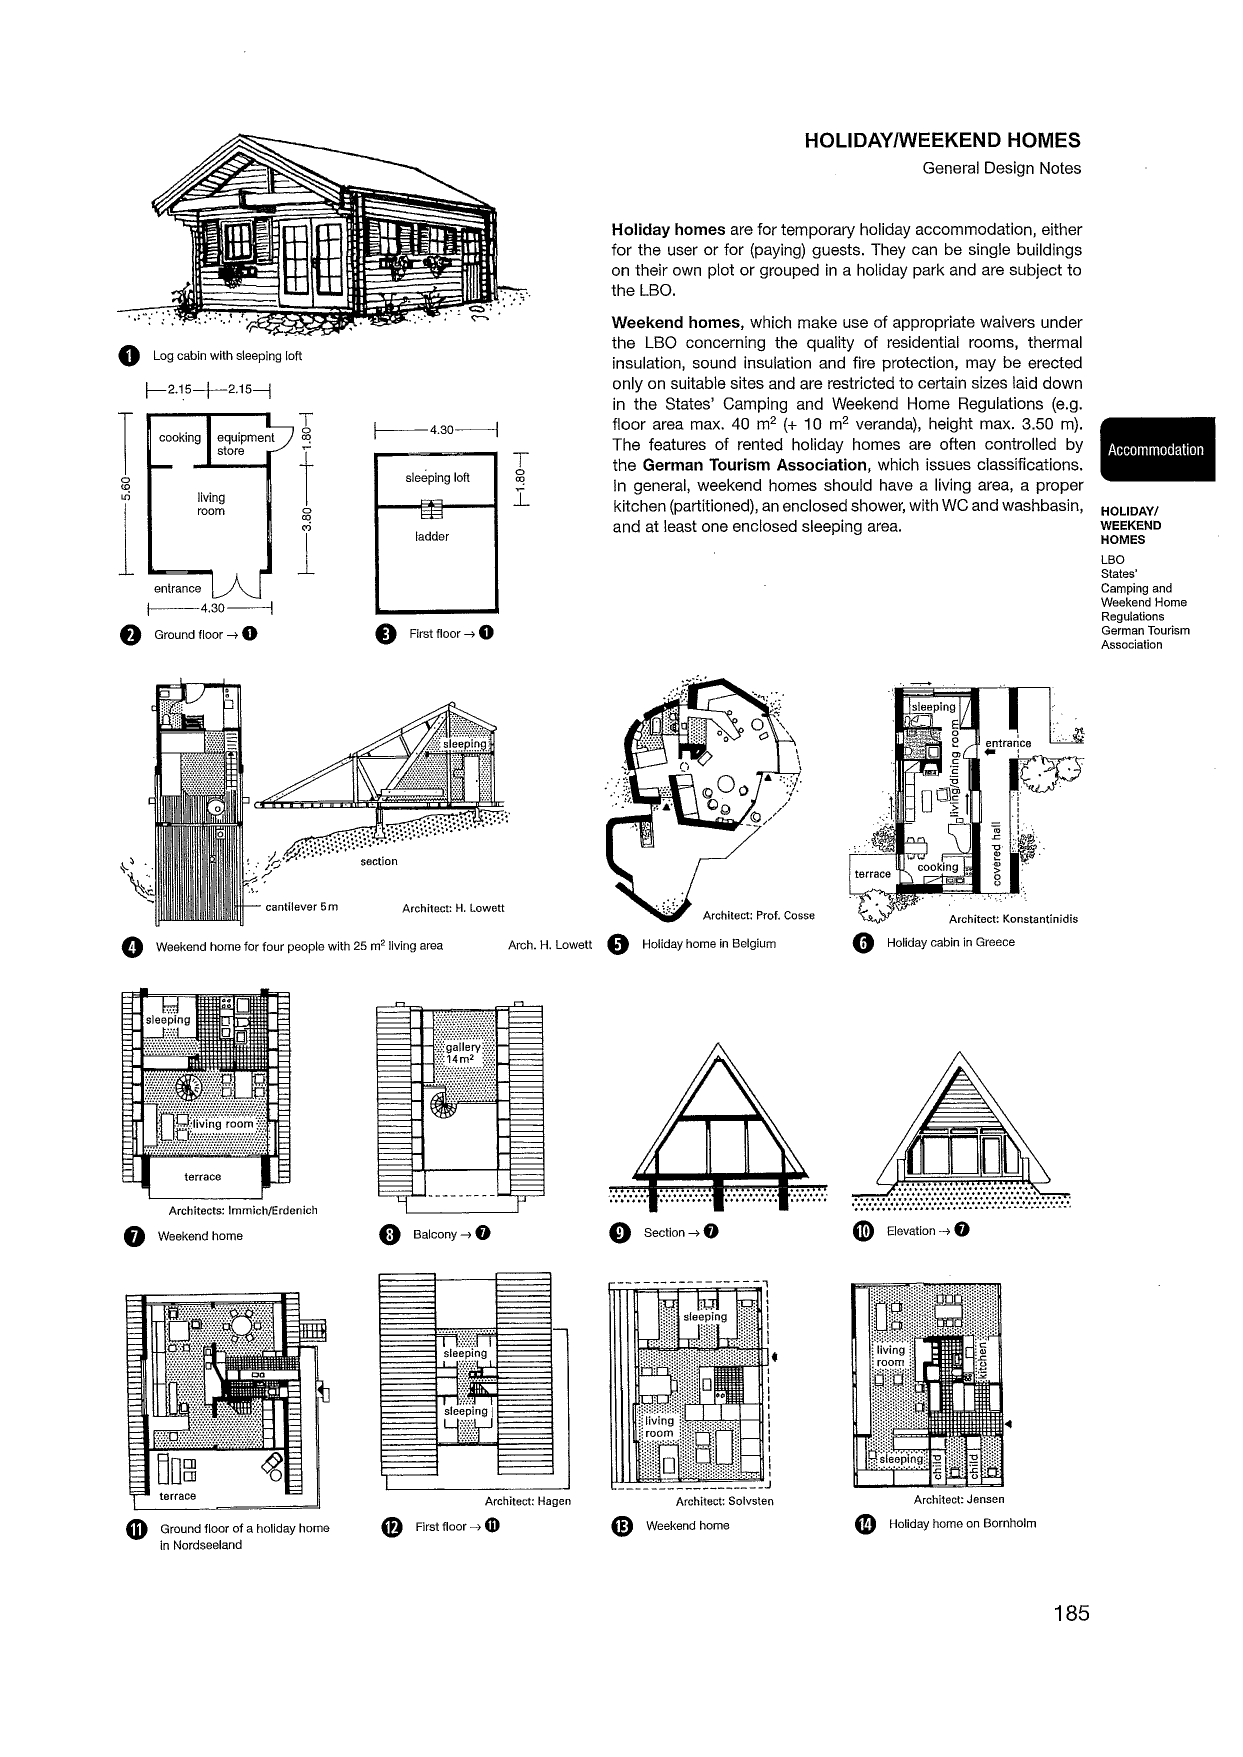 HOLIDAY/WEEKEND HOMES
General Design Notes
Holiday homes are for temporary holiday accommodation, either
for the user or for (paying) guests. They can be single buildings
on their own plot or grouped in a holiday park and are subject to
the LBO.
Weekend homes, which make use of appropriate waivers under
the LBO concerning the quality of residential rooms, thermal
insulation, sound insulation and fire protection, may be erected
only on suitable sites and are restricted to certain sizes laid down
in the States' Camping and Weekend Home Regulations (e.g.
floor area max. 40 m² (+ 10 m² veranda), height max. 3.50 m).
The features of rented holiday homes are often controlled by
the German Tourism Association, which issues classifications.
In general, weekend homes should have a living area, a proper
kitchen (partitioned), an enclosed shower, with WC and washbasin,
and at least one enclosed sleeping area.
Accommodation
HOLIDAY/
WEEKEND
HOMES
LBO
States'
Camping and
Weekend Home
Regulations
German Tourism
Association
1 Log cabin with sleeping loft
2.15 2.15
cooking
equipment
store
1.80
5.60
living
room
3.80
entrance
4.30
2 Ground floor → 1
4.30
sleeping loft
1.80
ladder
3 First floor → 1
sleeping
section
cantilever 5 m
Architect: H. Lowett
4 Weekend home for four people with 25 m² living area
Arch. H. Lowett
Architect: Prof. Cosse
5 Holiday home in Belgium
sleeping
entrance
living/dining room
covered hall
terrace
cooking
Architect: Konstantinidis
6 Holiday cabin in Greece
sleeping
living room
terrace
Architects: Immich/Erdenich
7 Weekend home
gallery
14 m²
8 Balcony → 7
9 Section → 7
10 Elevation → 7
terrace
11 Ground floor of a holiday home
in Nordseeland
sleeping
sleeping
Architect: Hagen
12 First floor → 11
sleeping
living
room
Architect: Solvsten
13 Weekend home
living
room
kitchen
sleeping
child
child
Architect: Jensen
14 Holiday home on Bornholm
185